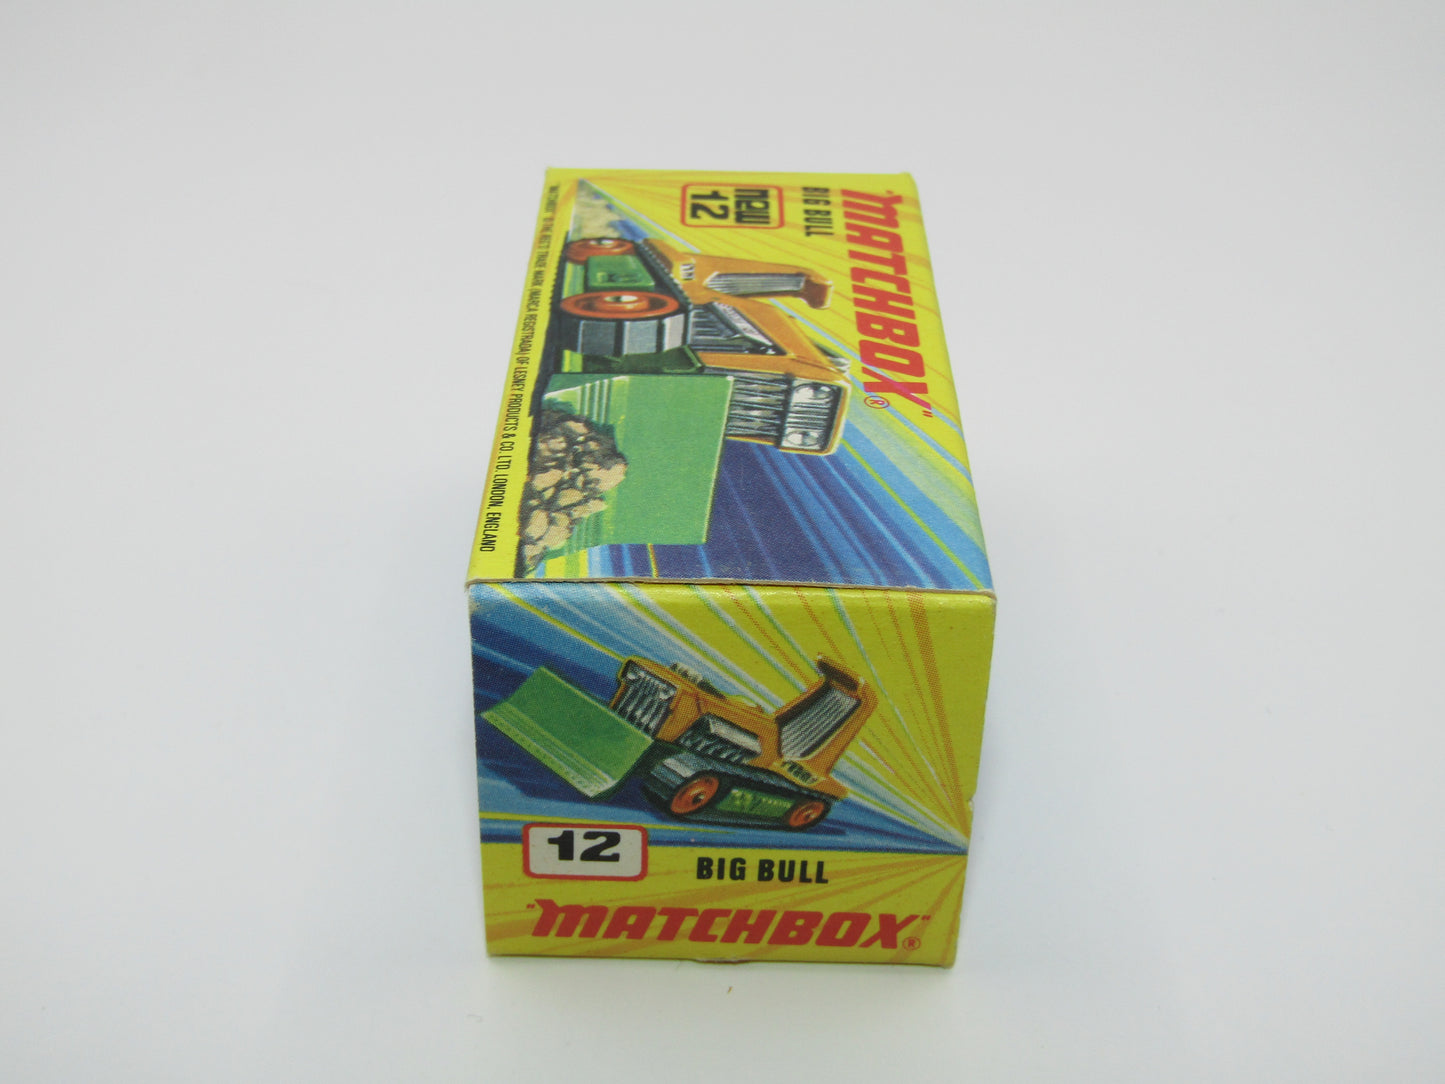 "MATCHBOX"®
BIG BULL
new
12
"MATCHBOX" IS THE REG'D TRADE MARK (MARCA REGISTRADA) OF LESNEY PRODUCTS & CO. LTD. LONDON, ENGLAND
12
BIG BULL
"MATCHBOX"®